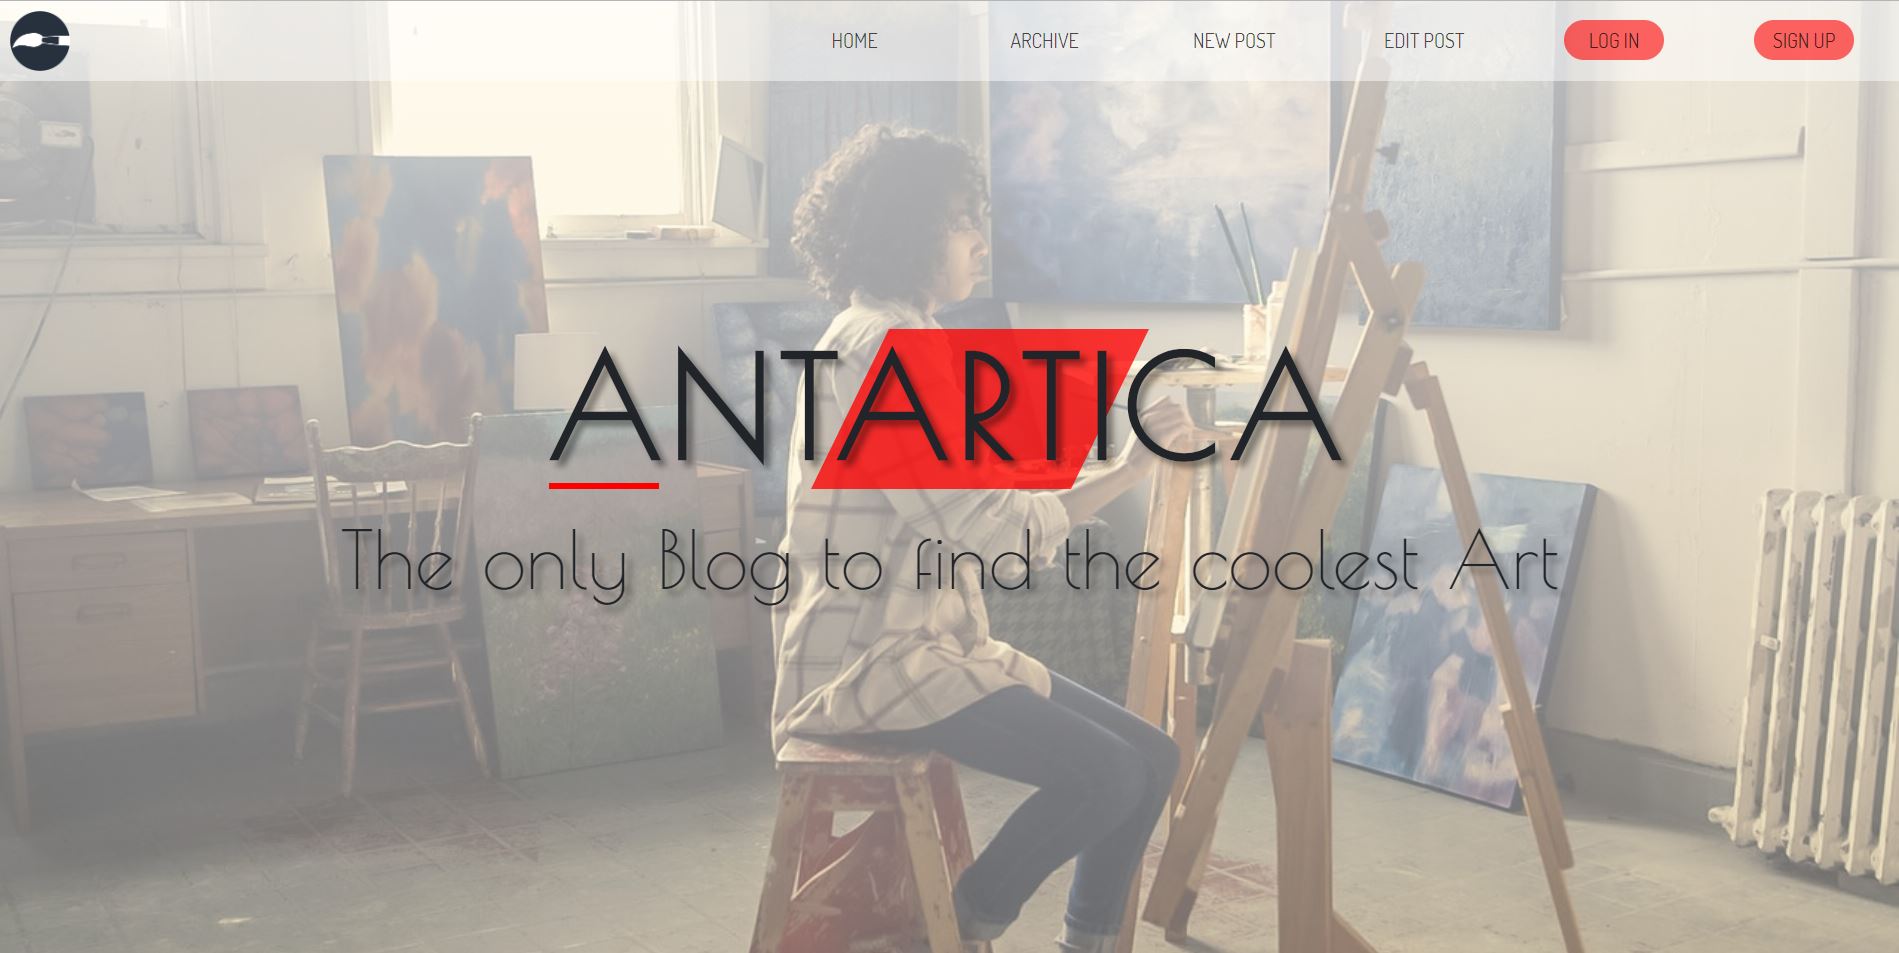 HOME ARCHIVE NEW POST EDIT POST LOG IN SIGN UP
ANTARTICA
The only Blog to find the coolest Art